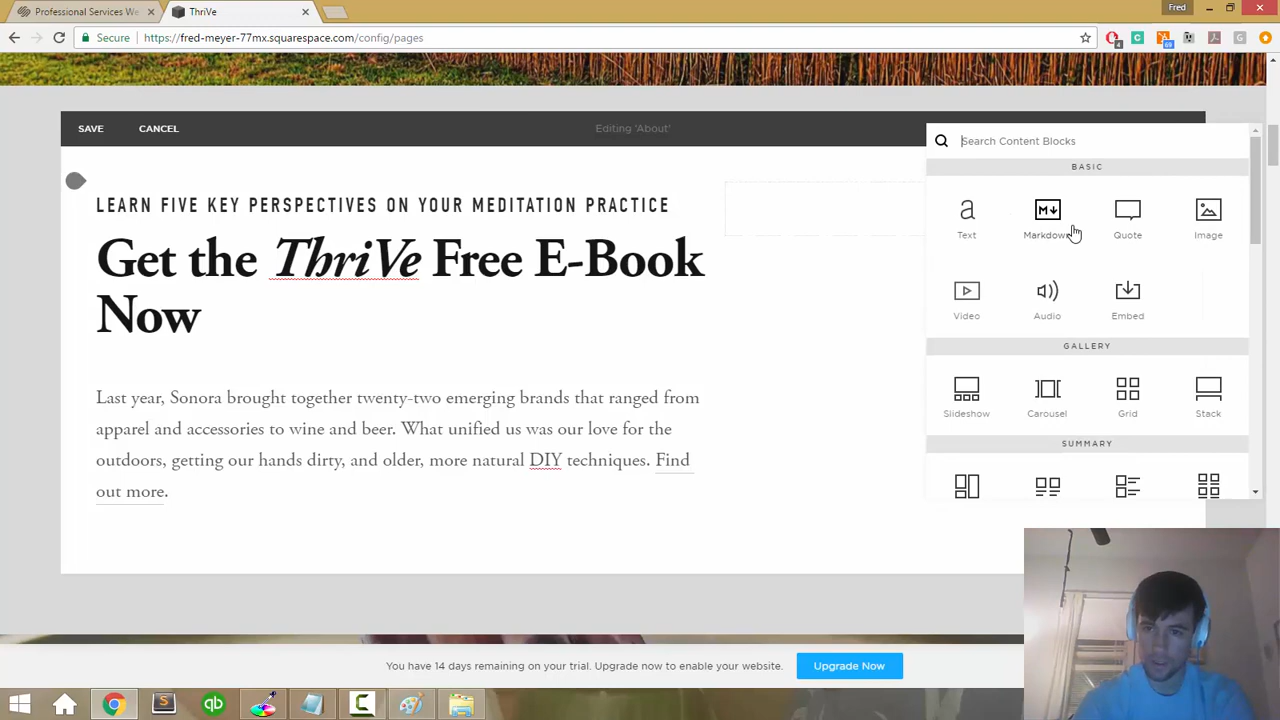 Professional Services We
ThriVe
Fred
Secure
https://fred-meyer-77mx.squarespace.com/config/pages
SAVE
CANCEL
Editing 'About'
Search Content Blocks
BASIC
LEARN FIVE KEY PERSPECTIVES ON YOUR MEDITATION PRACTICE
Get the ThriVe Free E-Book
Now
Last year, Sonora brought together twenty-two emerging brands that ranged from
apparel and accessories to wine and beer. What unified us was our love for the
outdoors, getting our hands dirty, and older, more natural DIY techniques. Find
out more.
Text
Markdown
Quote
Image
Video
Audio
Embed
GALLERY
Slideshow
Carousel
Grid
Stack
SUMMARY
You have 14 days remaining on your trial. Upgrade now to enable your website.
Upgrade Now